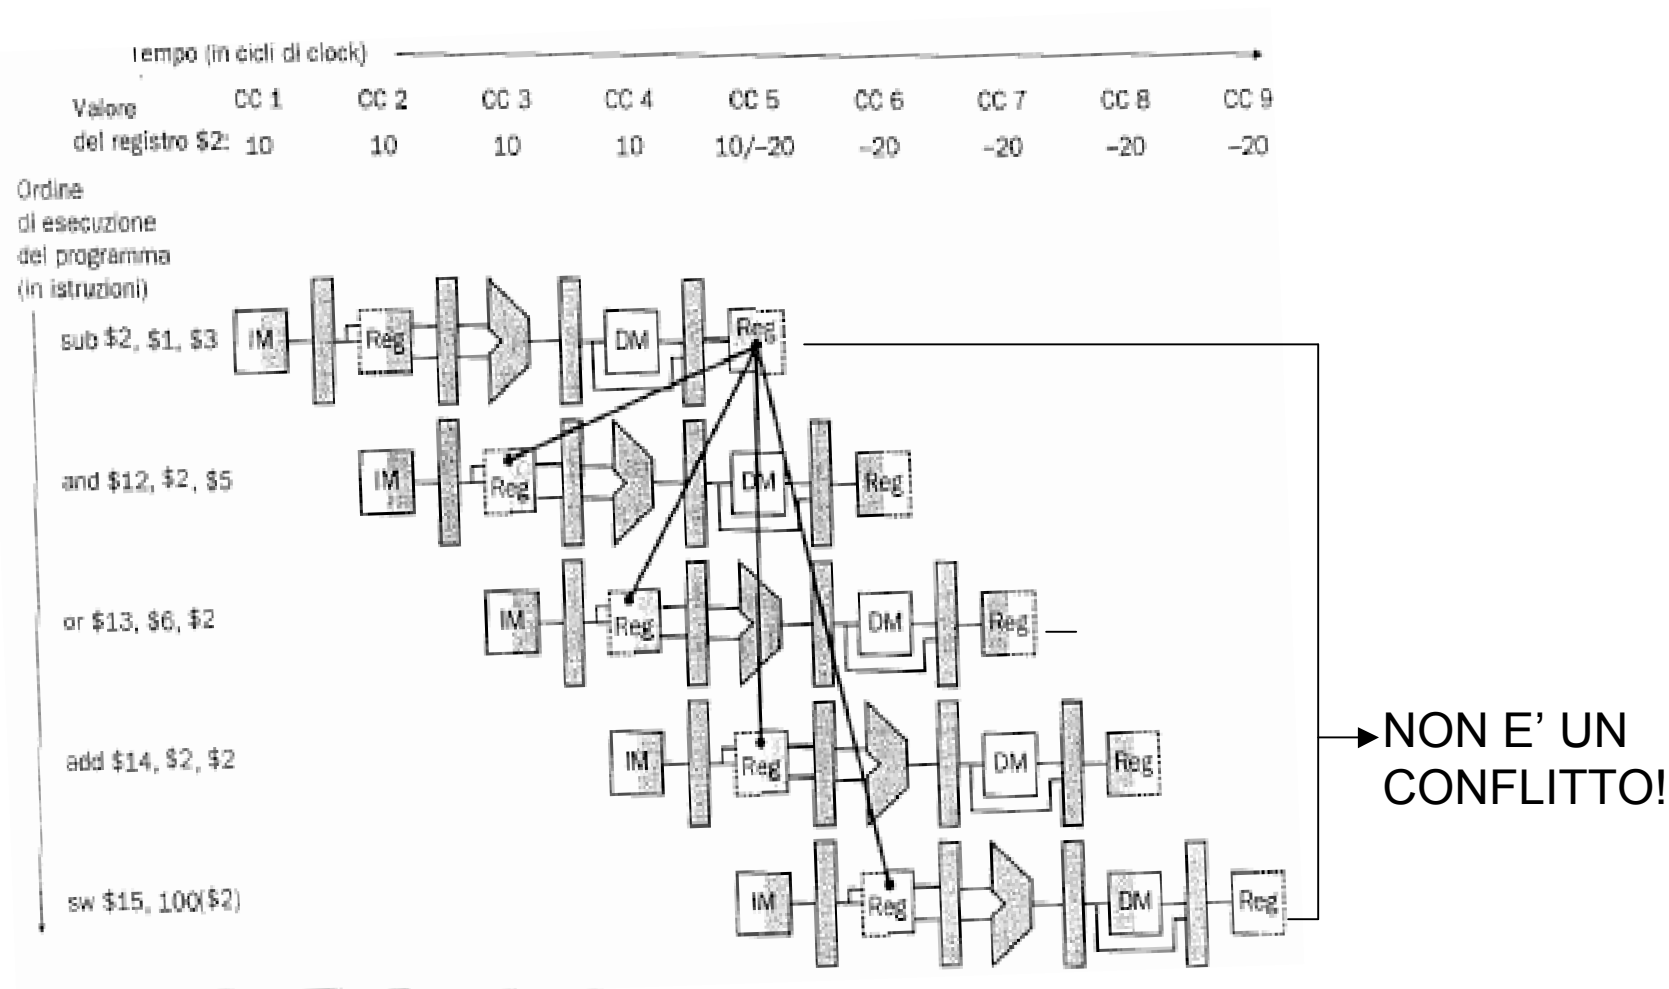 Tempo (in cicli di clock)
CC 1 CC 2 CC 3 CC 4 CC 5 CC 6 CC 7 CC 8 CC 9
Valore
del registro $2: 10 10 10 10 10/–20 –20 –20 –20 –20
Ordine
di esecuzione
del programma
(in istruzioni)
sub $2, $1, $3 IM Reg DM Reg
and $12, $2, $5 IM Reg DM Reg
or $13, $6, $2 IM Reg DM Reg
add $14, $2, $2 IM Reg DM Reg
sw $15, 100($2) IM Reg DM Reg
NON E’ UN
CONFLITTO!